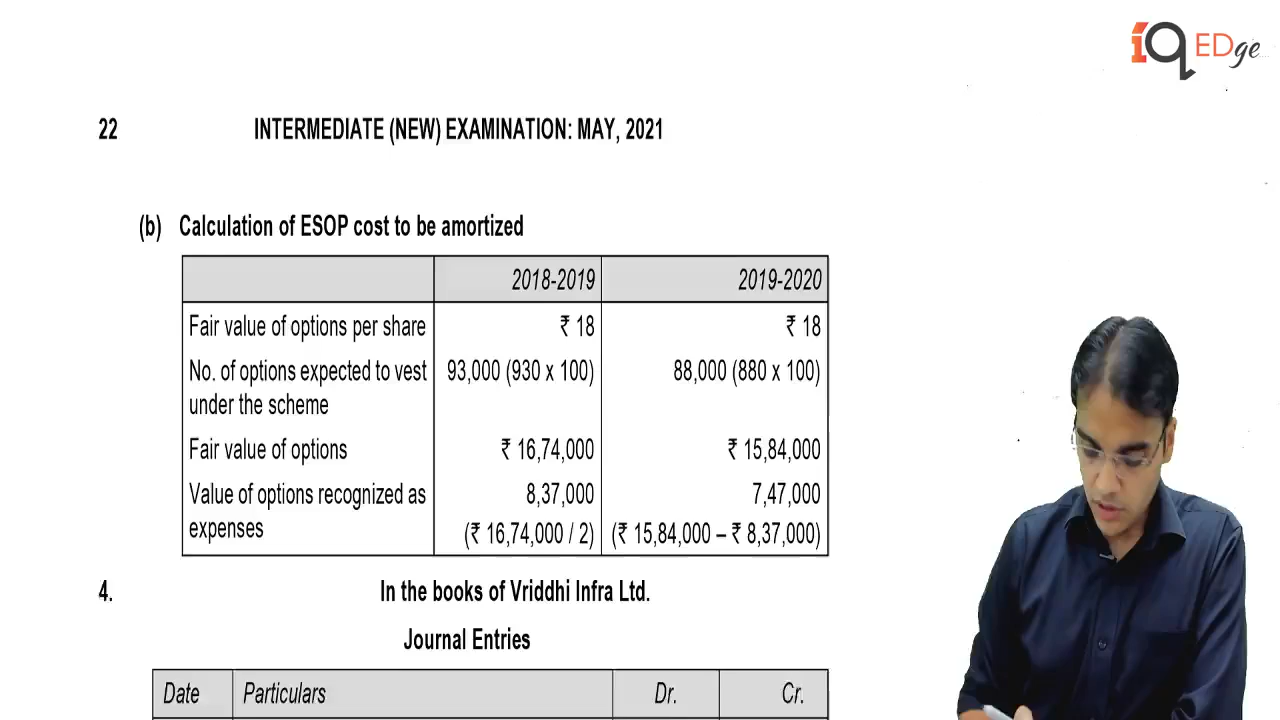 iQ EDge
22 INTERMEDIATE (NEW) EXAMINATION: MAY, 2021
(b) Calculation of ESOP cost to be amortized
2018-2019 2019-2020
Fair value of options per share ₹ 18 ₹ 18
No. of options expected to vest 93,000 (930 x 100) 88,000 (880 x 100)
under the scheme
Fair value of options ₹ 16,74,000 ₹ 15,84,000
Value of options recognized as 8,37,000 7,47,000
expenses (₹ 16,74,000 / 2) (₹ 15,84,000 – ₹ 8,37,000)
4. In the books of Vriddhi Infra Ltd.
Journal Entries
Date Particulars Dr. Cr.